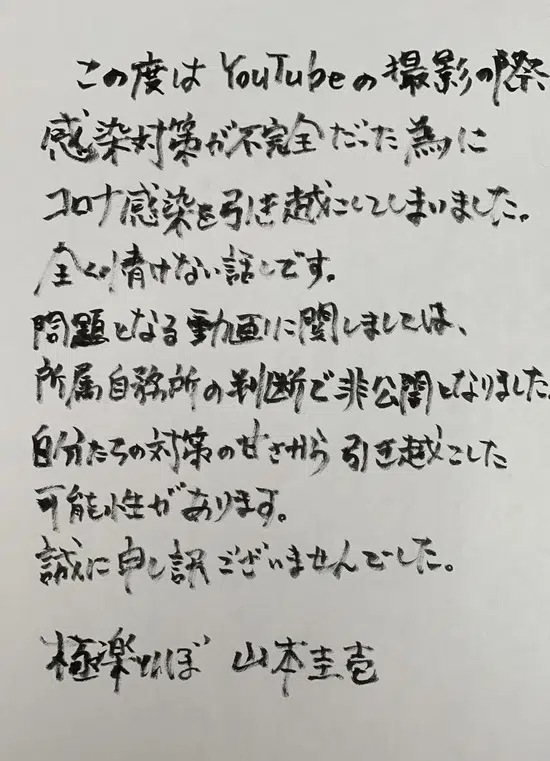 この度は YouTubeの撮影の際
感染対策が不完全だった為に
コロナ感染を引き越こしてしまいました。
全く情けない話しです。
問題となる動画に関しましては、
所属自務所の判断で非公開となりました。
自分たちの対策の甘さから 引き越こした
可能性があります。
誠に申し訳ございませんでした。
極楽とんぼ 山本圭壱